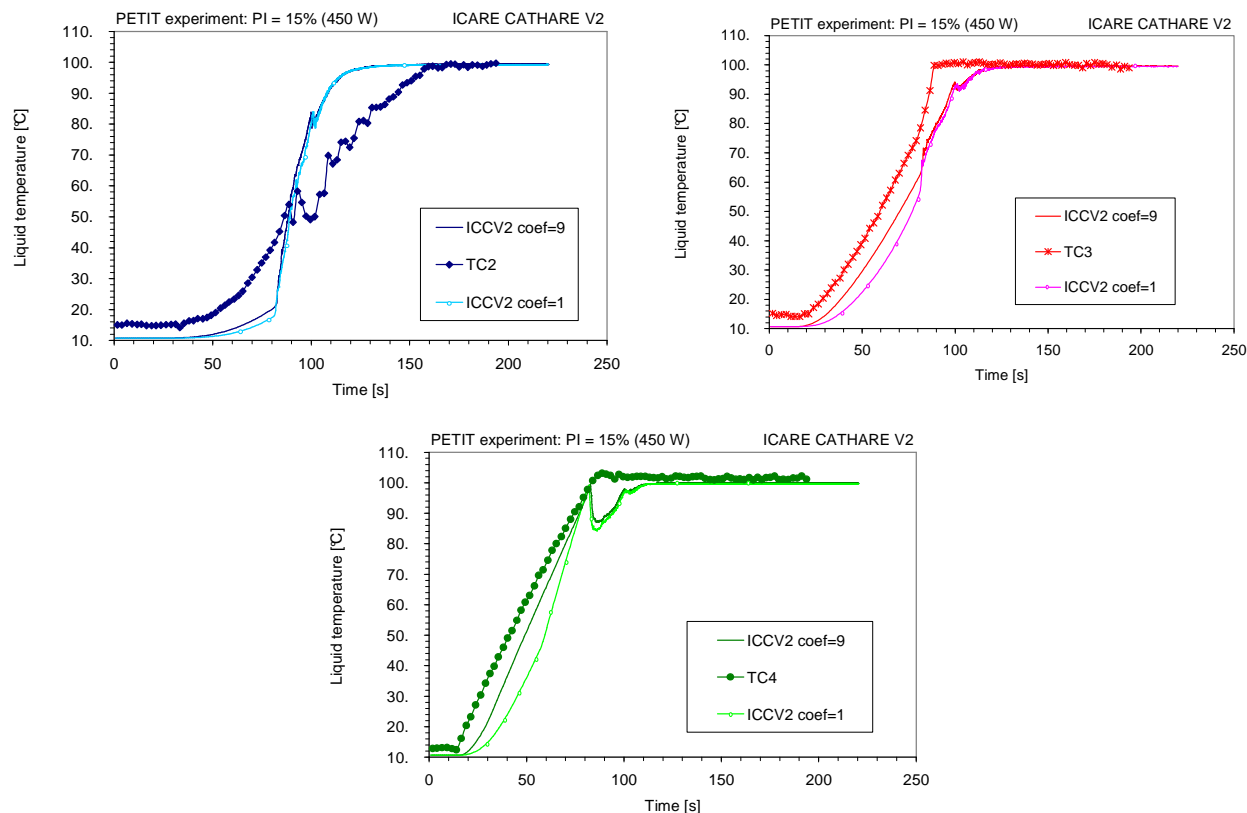 PETIT experiment: PI = 15% (450 W) ICARE CATHARE V2
110.
100.
90.
80.
70.
60.
50.
40.
30.
20.
10.
Liquid temperature [°C]
0 50 100 150 200 250
Time [s]
ICCV2 coef=9
TC2
ICCV2 coef=1
PETIT experiment: PI = 15% (450 W) ICARE CATHARE V2
110.
100.
90.
80.
70.
60.
50.
40.
30.
20.
10.
Liquid temperature [°C]
0 50 100 150 200 250
Time [s]
ICCV2 coef=9
TC3
ICCV2 coef=1
PETIT experiment: PI = 15% (450 W) ICARE CATHARE V2
110.
100.
90.
80.
70.
60.
50.
40.
30.
20.
10.
Liquid temperature [°C]
0 50 100 150 200 250
Time [s]
ICCV2 coef=9
TC4
ICCV2 coef=1